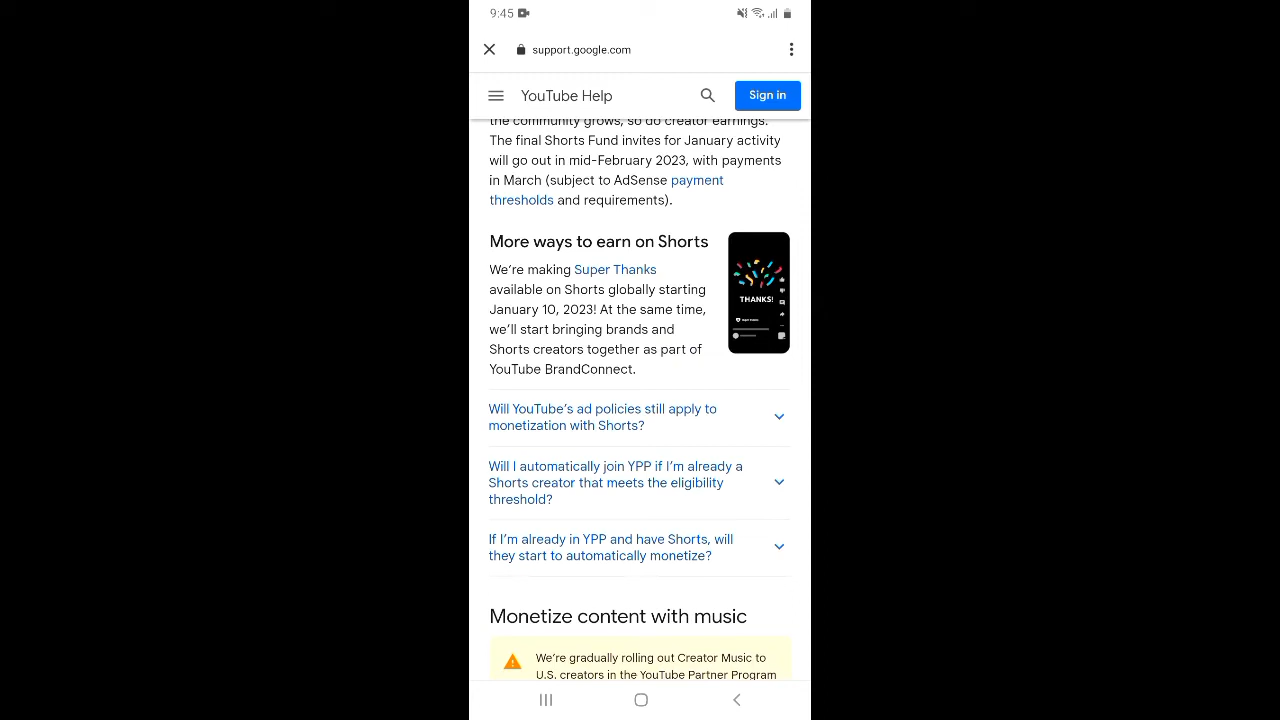 9:45
support.google.com
YouTube Help
Sign in
the community grows, so do creator earnings.
The final Shorts Fund invites for January activity
will go out in mid-February 2023, with payments
in March (subject to AdSense payment
thresholds and requirements).
More ways to earn on Shorts
We're making Super Thanks
available on Shorts globally starting
January 10, 2023! At the same time,
we'll start bringing brands and
Shorts creators together as part of
YouTube BrandConnect.
THANKS!
Will YouTube's ad policies still apply to
monetization with Shorts?
Will I automatically join YPP if I'm already a
Shorts creator that meets the eligibility
threshold?
If I'm already in YPP and have Shorts, will
they start to automatically monetize?
Monetize content with music
We're gradually rolling out Creator Music to
U.S. creators in the YouTube Partner Program